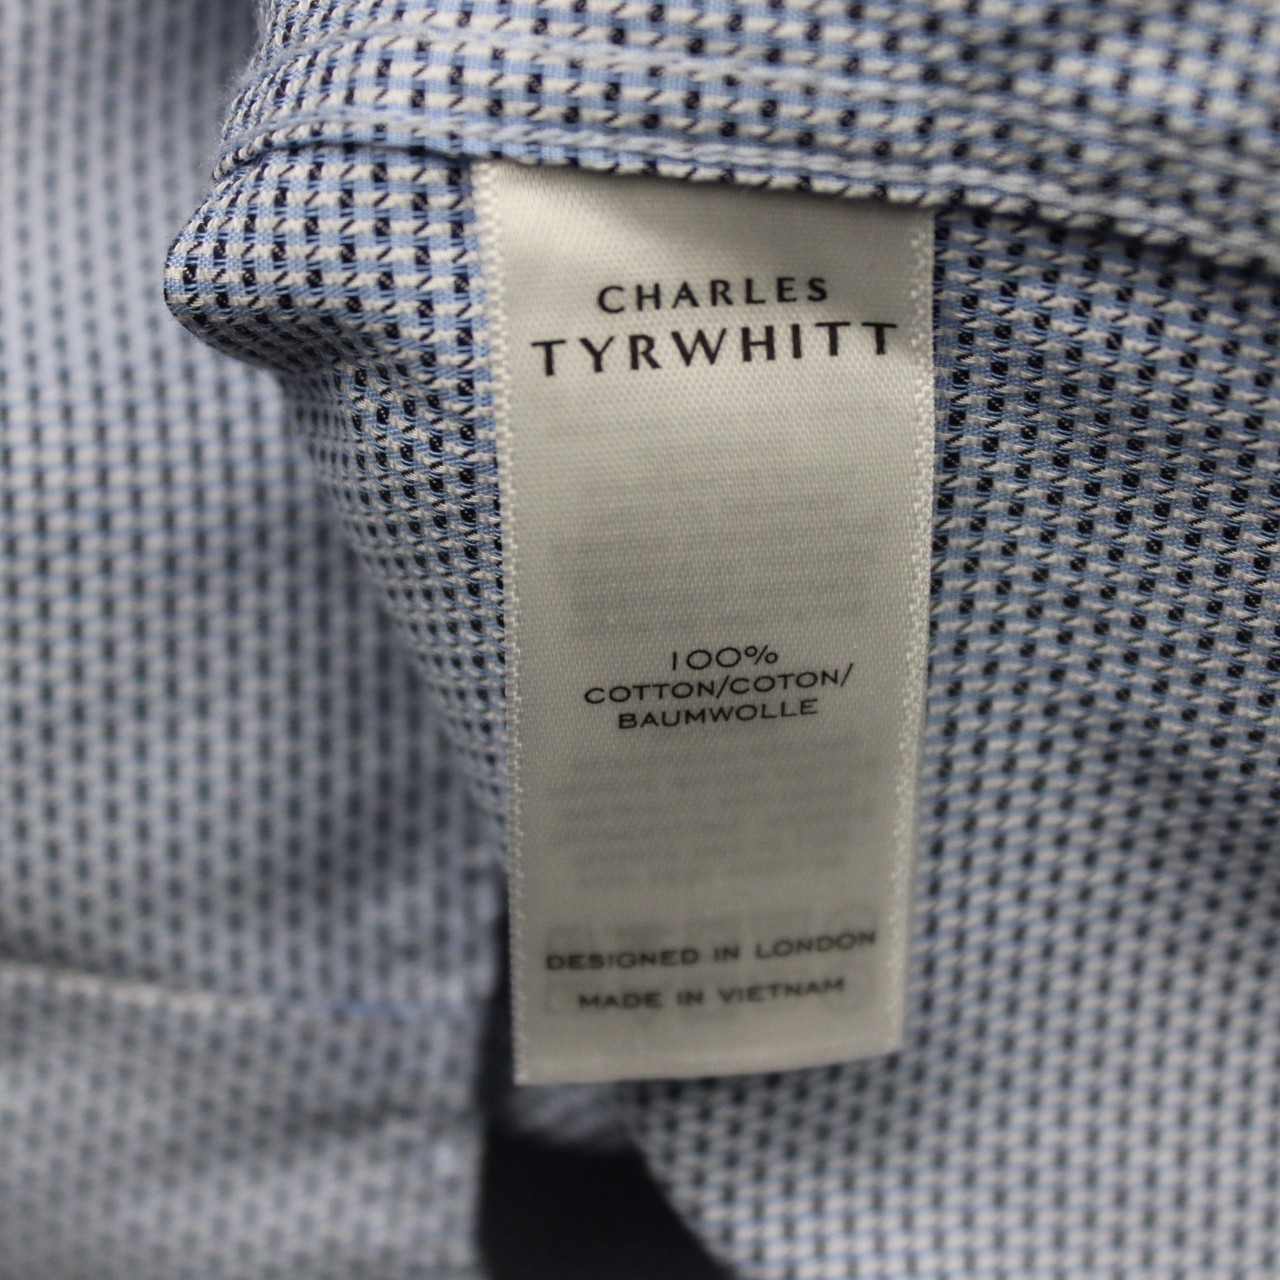 CHARLES
TYRWHITT
100%
COTTON/COTON/
BAUMWOLLE
DESIGNED IN LONDON
MADE IN VIETNAM